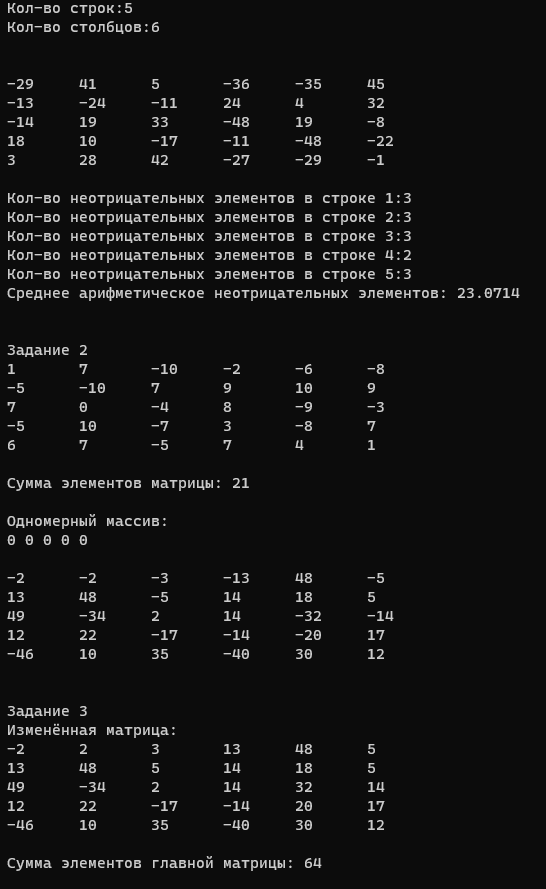 Кол-во строк:5
Кол-во столбцов:6
-29 41 5 -36 -35 45
-13 -24 -11 24 4 32
-14 19 33 -48 19 -8
18 10 -17 -11 -48 -22
3 28 42 -27 -29 -1
Кол-во неотрицательных элементов в строке 1:3
Кол-во неотрицательных элементов в строке 2:3
Кол-во неотрицательных элементов в строке 3:3
Кол-во неотрицательных элементов в строке 4:2
Кол-во неотрицательных элементов в строке 5:3
Среднее арифметическое неотрицательных элементов: 23.0714
Задание 2
1 7 -10 -2 -6 -8
-5 -10 7 9 10 9
7 0 -4 8 -9 -3
-5 10 -7 3 -8 7
6 7 -5 7 4 1
Сумма элементов матрицы: 21
Одномерный массив:
0 0 0 0 0
-2 -2 -3 -13 48 -5
13 48 -5 14 18 5
49 -34 2 14 -32 -14
12 22 -17 -14 -20 17
-46 10 35 -40 30 12
Задание 3
Изменённая матрица:
-2 2 3 13 48 5
13 48 5 14 18 5
49 -34 2 14 32 14
12 22 -17 -14 20 17
-46 10 35 -40 30 12
Сумма элементов главной матрицы: 64